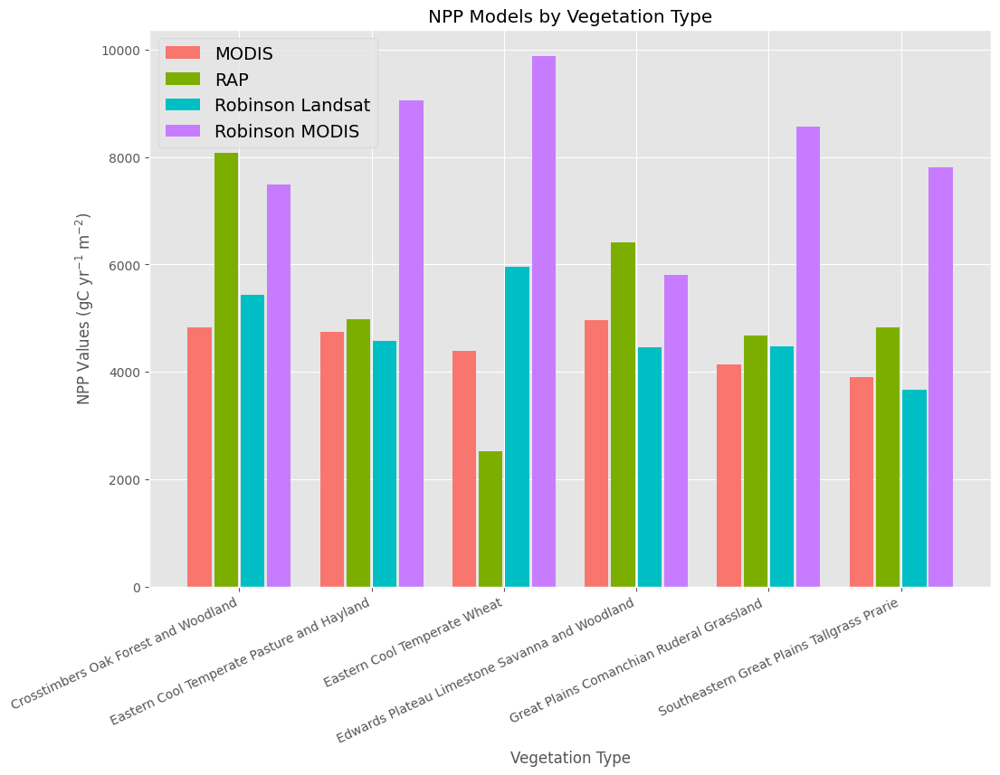 NPP Models by Vegetation Type
MODIS
RAP
Robinson Landsat
Robinson MODIS
10000
8000
6000
4000
2000
0
NPP Values (gC yr⁻¹ m⁻²)
Crosstimbers Oak Forest and Woodland
Eastern Cool Temperate Pasture and Hayland
Eastern Cool Temperate Wheat
Edwards Plateau Limestone Savanna and Woodland
Great Plains Comanchian Ruderal Grassland
Southeastern Great Plains Tallgrass Prarie
Vegetation Type